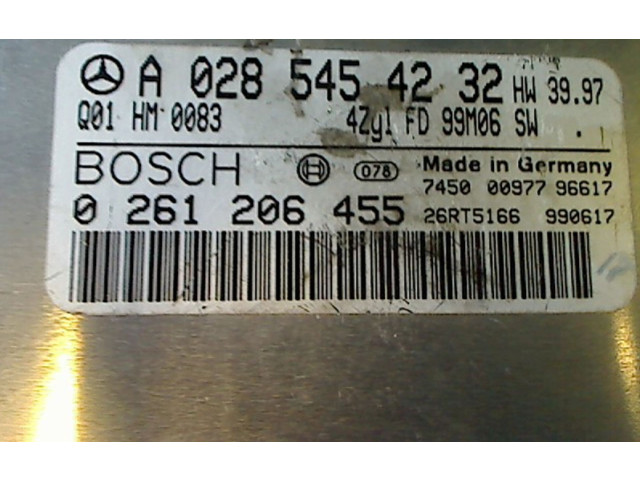 A 028 545 42 32 HW 39.97
Q01 HM 0083 4Zyl FD 99M06 SW .
BOSCH 078 Made in Germany
7450 00977 96617
0 261 206 455 26RT5166 990617